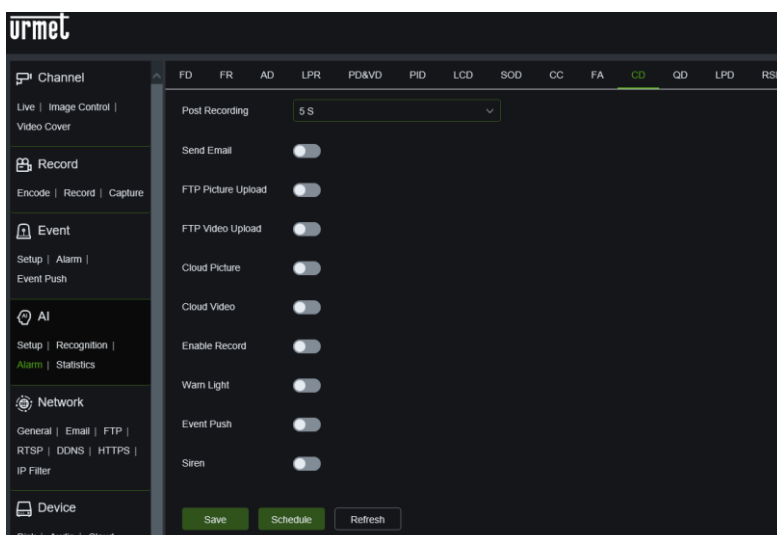 urmet
Channel
Live | Image Control |
Video Cover
Record
Encode | Record | Capture
Event
Setup | Alarm |
Event Push
AI
Setup | Recognition |
Alarm | Statistics
Network
General | Email | FTP |
RTSP | DDNS | HTTPS |
IP Filter
Device
FD FR AD LPR PD&VD PID LCD SOD CC FA CD QD LPD RS
Post Recording 5 S
Send Email
FTP Picture Upload
FTP Video Upload
Cloud Picture
Cloud Video
Enable Record
Warn Light
Event Push
Siren
Save Schedule Refresh